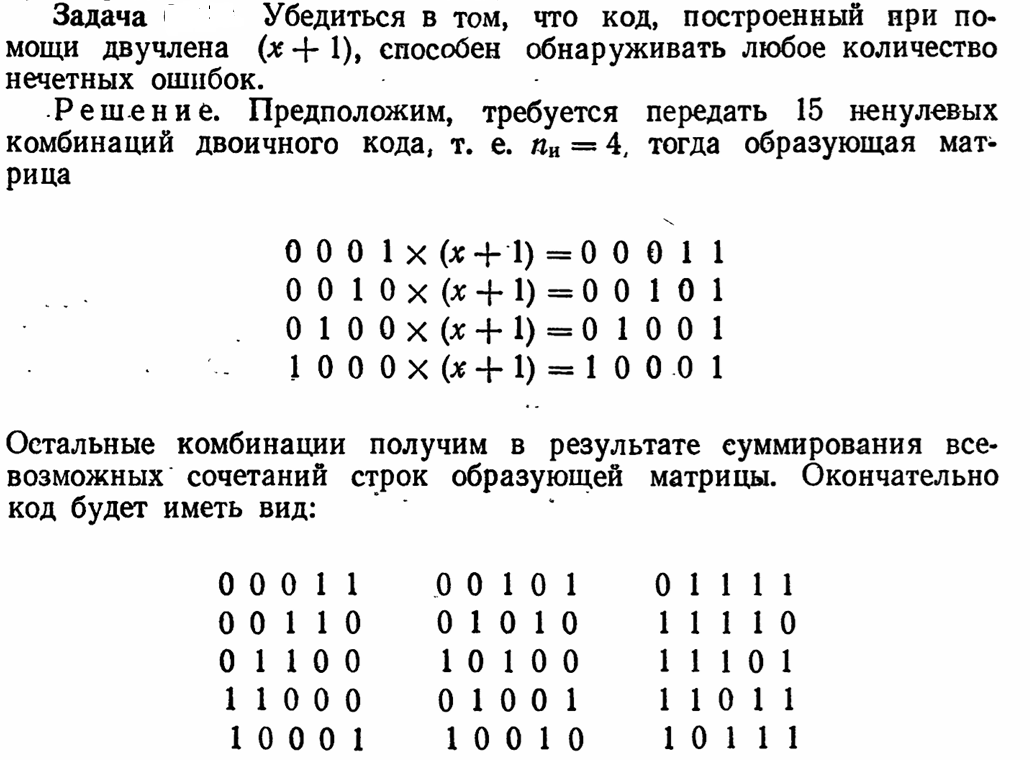 Задача Убедиться в том, что код, построенный при по-
мощи двучлена (x + 1), способен обнаруживать любое количество
нечетных ошибок.
Решение. Предположим, требуется передать 15 ненулевых
комбинаций двоичного кода, т. е. nи = 4, тогда образующая мат-
рица
0 0 0 1 × (x + 1) = 0 0 0 1 1
0 0 1 0 × (x + 1) = 0 0 1 0 1
0 1 0 0 × (x + 1) = 0 1 0 0 1
1 0 0 0 × (x + 1) = 1 0 0 0 1
Остальные комбинации получим в результате суммирования все-
возможных сочетаний строк образующей матрицы. Окончательно
код будет иметь вид:
0 0 0 1 1 0 0 1 0 1 0 1 1 1 1
0 0 1 1 0 0 1 0 1 0 1 1 1 1 0
0 1 1 0 0 1 0 1 0 0 1 1 1 0 1
1 1 0 0 0 0 1 0 0 1 1 1 0 1 1
1 0 0 0 1 1 0 0 1 0 1 0 1 1 1